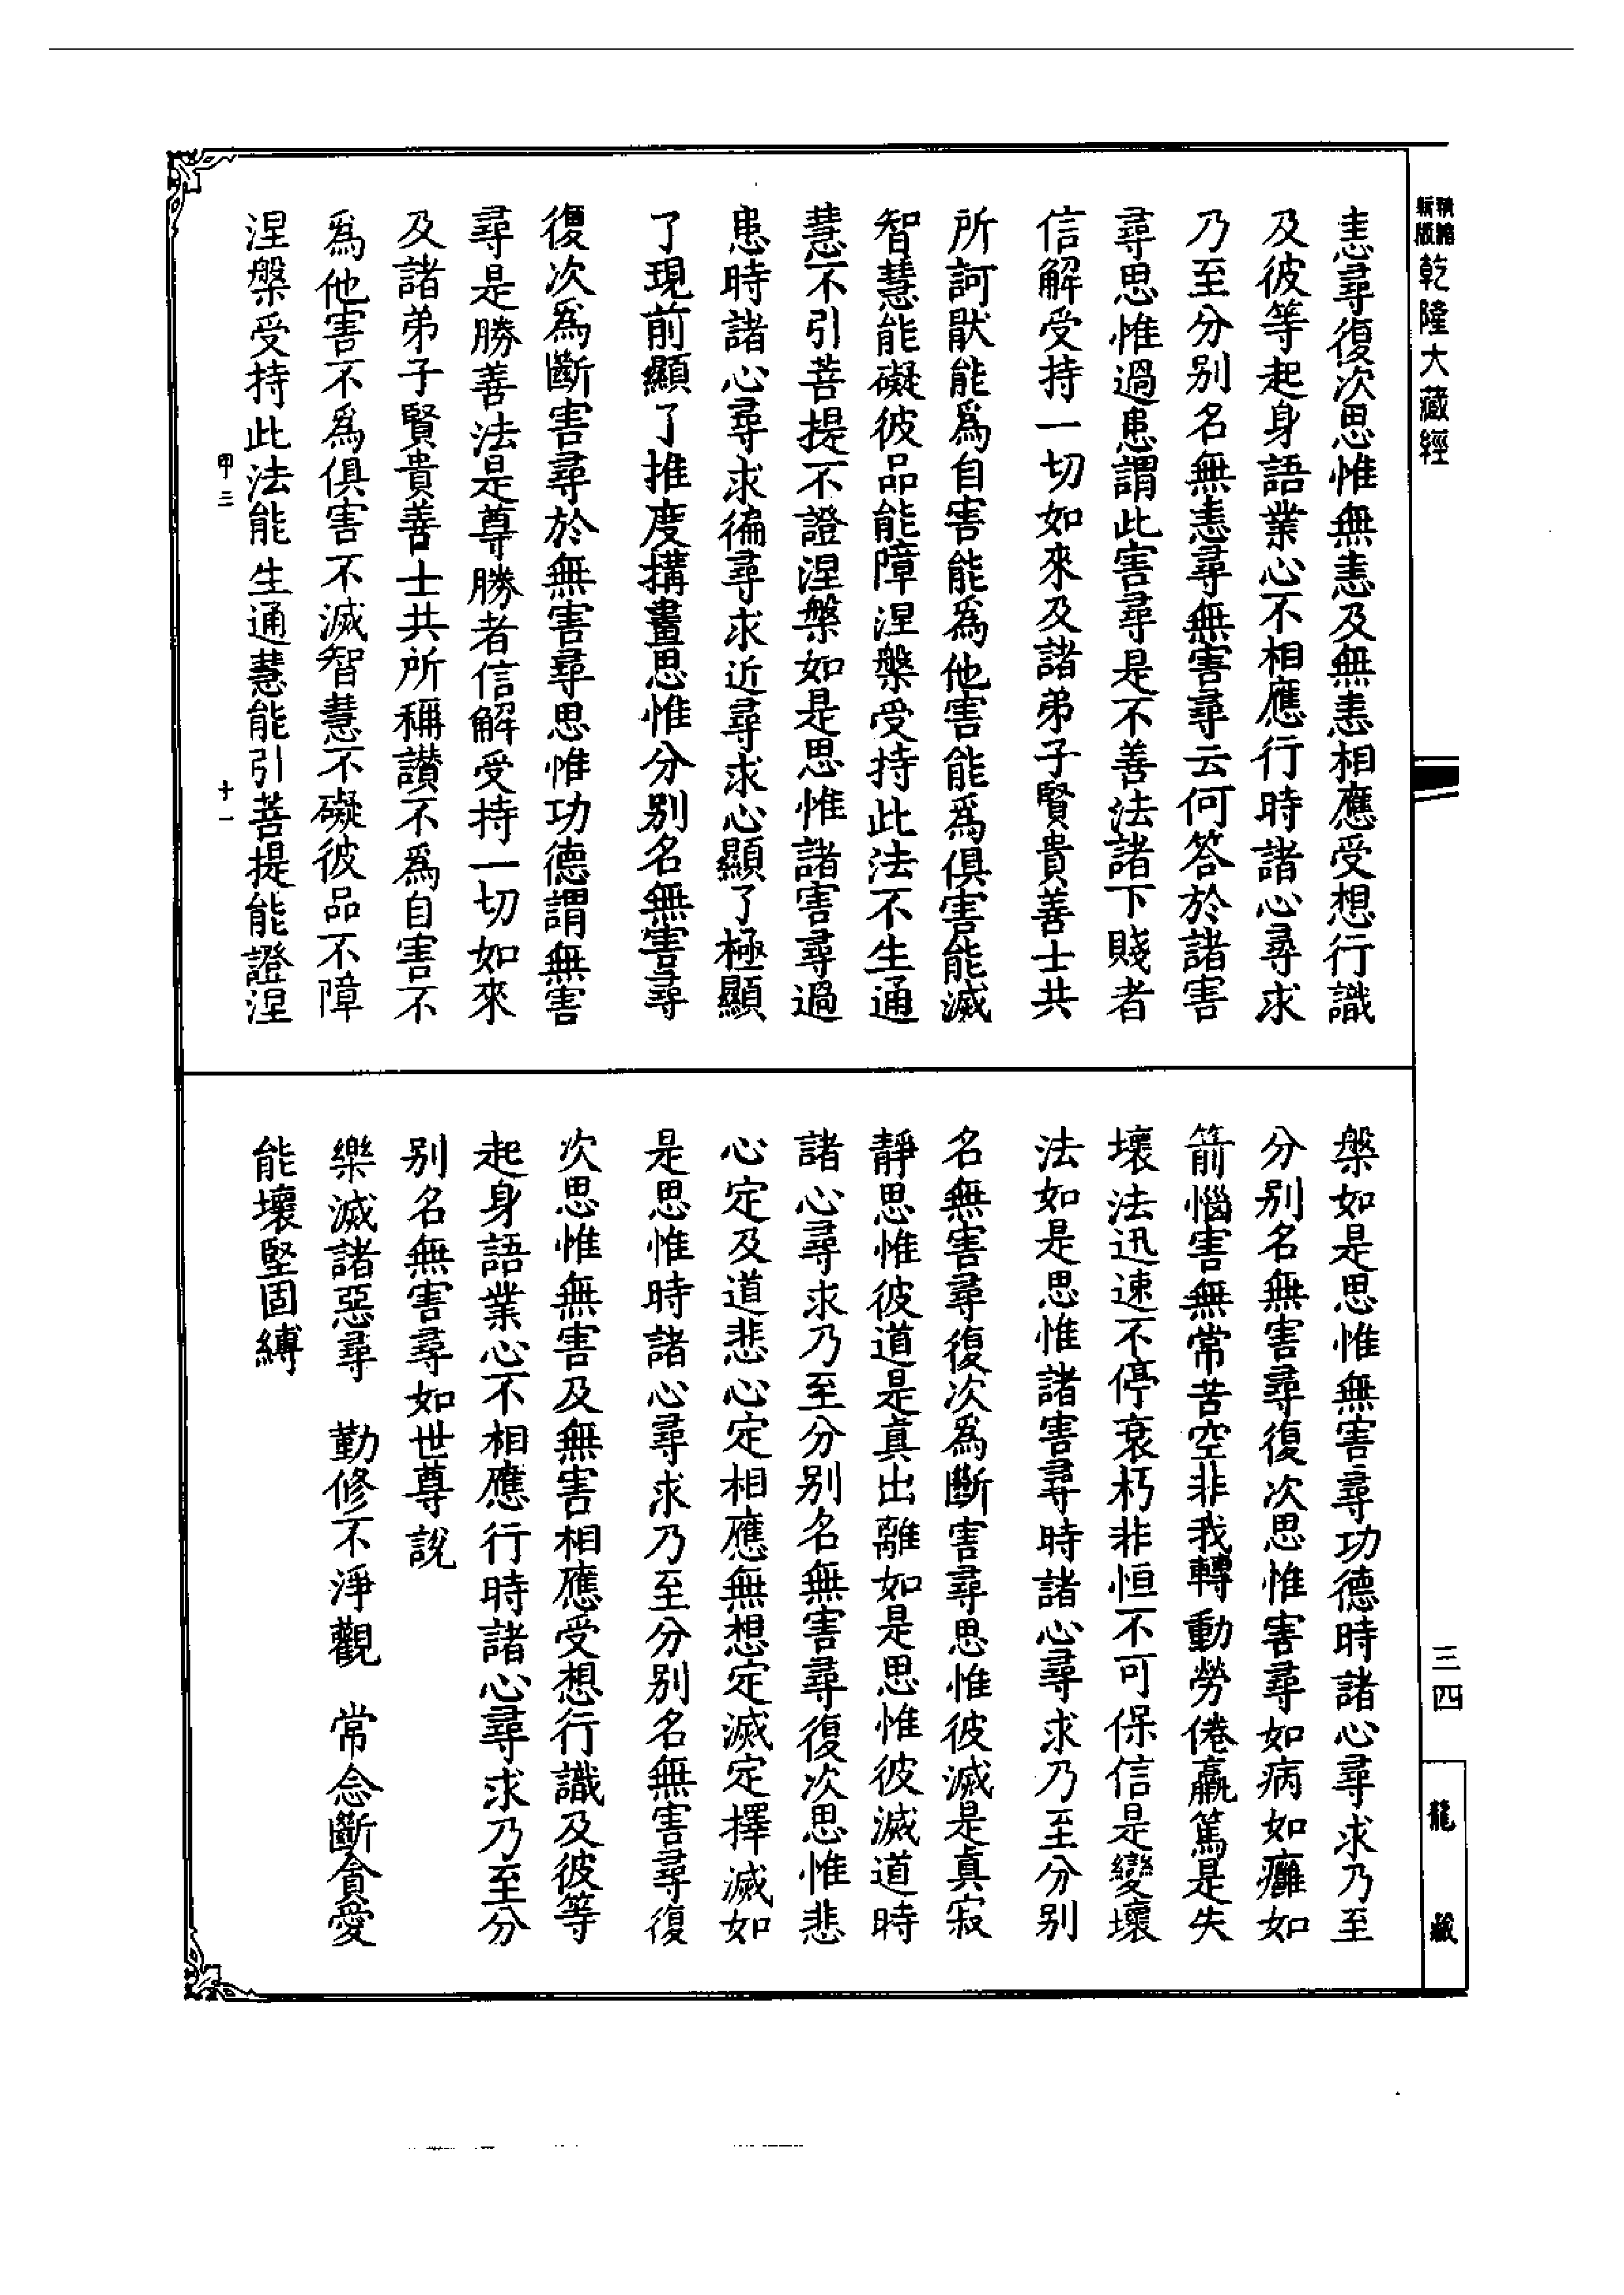 精縮
新版
乾隆大藏經
三四
龍藏
恚尋復次思惟無恚及無恚相應受想行識
及彼等起身語業心不相應行時諸心尋求
乃至分别名無恚尋無害尋云何答於諸害
尋思惟過患謂此害尋是不善法諸下賤者
信解受持一切如來及諸弟子賢貴善士共
所訶猒能爲自害能爲他害能爲俱害能滅
智慧能礙彼品能障涅槃受持此法不生通
慧不引菩提不證涅槃如是思惟諸害尋過
患時諸心尋求徧尋求近尋求心顯了極顯
了現前顯了推度搆畫思惟分别名無害尋
復次爲斷害尋於無害尋思惟功德謂無害
尋是勝善法是尊勝者信解受持一切如來
及諸弟子賢貴善士共所稱讃不爲自害不
爲他害不爲俱害不滅智慧不礙彼品不障
涅槃受持此法能生通慧能引菩提能證涅
甲三
十一
槃如是思惟無害尋功德時諸心尋求乃至
分别名無害尋復次思惟害尋如病如癰如
箭惱害無常苦空非我轉動勞倦羸篤是失
壞法迅速不停衰朽非恒不可保信是變壞
法如是思惟諸害尋時諸心尋求乃至分别
名無害尋復次爲斷害尋思惟彼滅是真寂
靜思惟彼道是真出離如是思惟彼滅道時
諸心尋求乃至分别名無害尋復次思惟悲
心定及道悲心定相應無想定滅定擇滅如
是思惟時諸心尋求乃至分别名無害尋復
次思惟無害及無害相應受想行識及彼等
起身語業心不相應行時諸心尋求乃至分
别名無害尋如世尊說
樂滅諸惡尋　勤修不淨觀　常念斷貪愛
能壞堅固縛